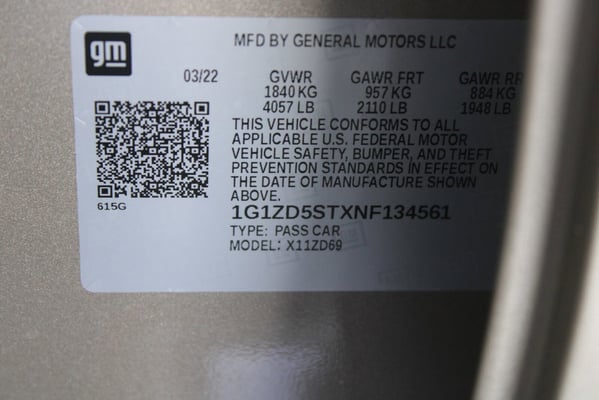 gm
MFD BY GENERAL MOTORS LLC
03/22 GVWR GAWR FRT GAWR RR
1840 KG 957 KG 884 KG
4057 LB 2110 LB 1948 LB
THIS VEHICLE CONFORMS TO ALL
APPLICABLE U.S. FEDERAL MOTOR
VEHICLE SAFETY, BUMPER, AND THEFT
PREVENTION STANDARDS IN EFFECT ON
THE DATE OF MANUFACTURE SHOWN
ABOVE.
615G
1G1ZD5STXNF134561
TYPE: PASS CAR
MODEL: X11ZD69